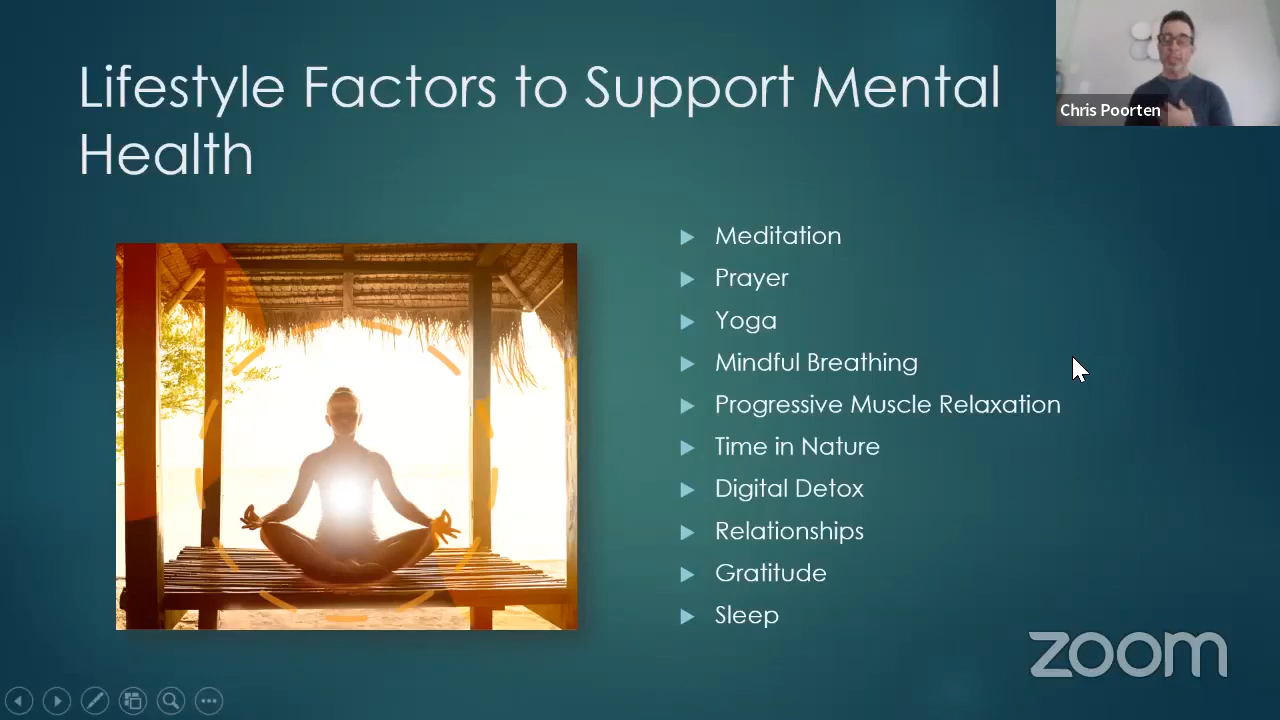 Lifestyle Factors to Support Mental
Health
Chris Poorten
Meditation
Prayer
Yoga
Mindful Breathing
Progressive Muscle Relaxation
Time in Nature
Digital Detox
Relationships
Gratitude
Sleep
zoom